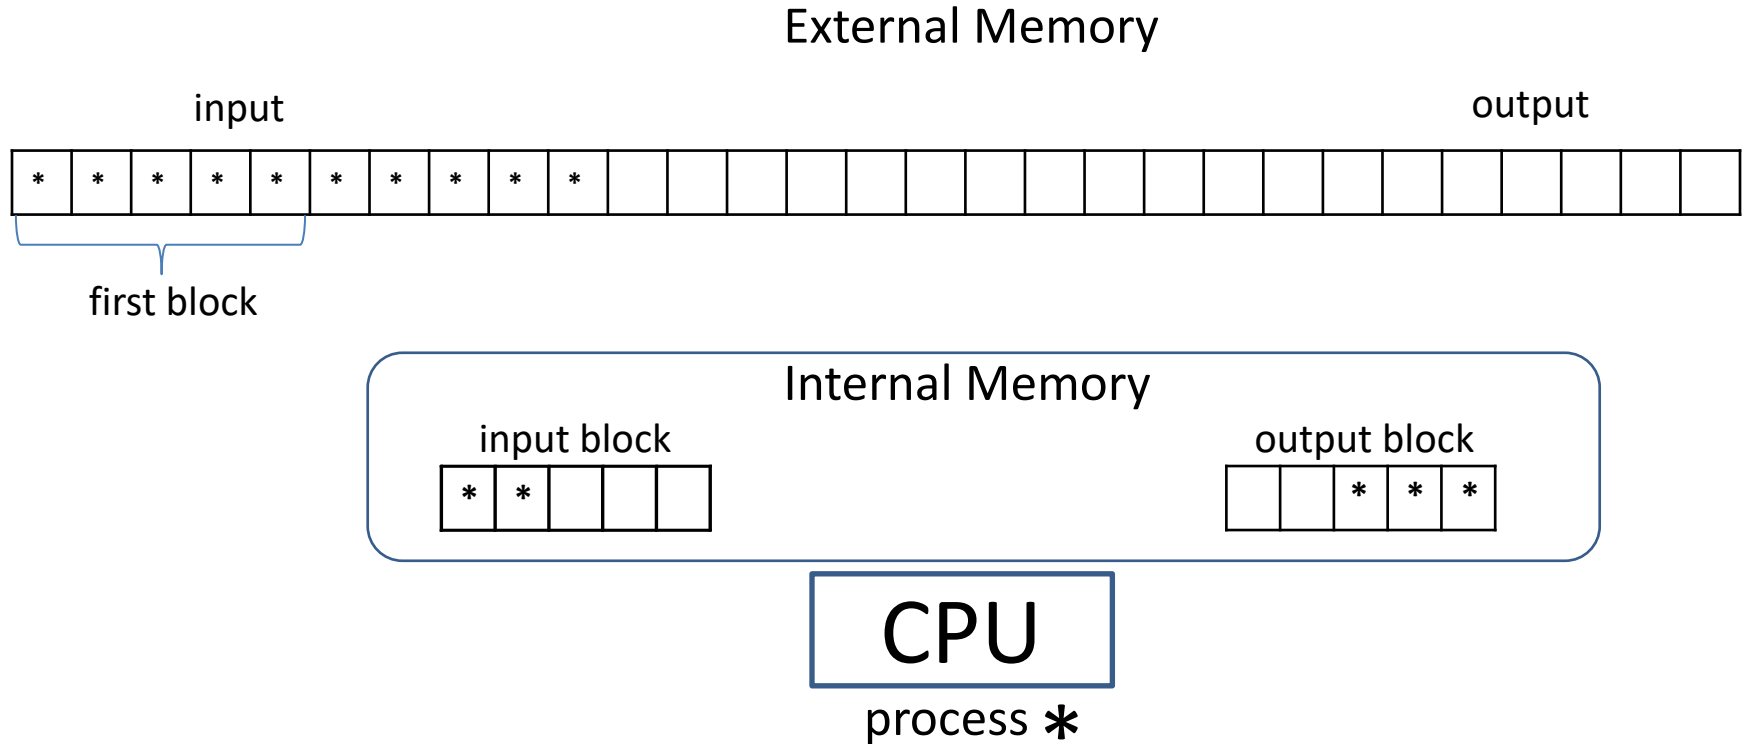 External Memory
input
output
* * * * * * * * * *
first block
Internal Memory
input block
output block
* *
* * *
CPU
process *